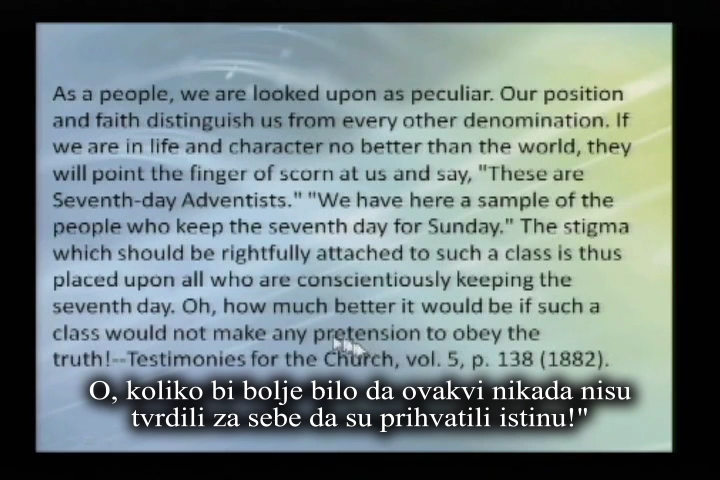 As a people, we are looked upon as peculiar. Our position
and faith distinguish us from every other denomination. If
we are in life and character no better than the world, they
will point the finger of scorn at us and say, "These are
Seventh-day Adventists." "We have here a sample of the
people who keep the seventh day for Sunday." The stigma
which should be rightfully attached to such a class is thus
placed upon all who are conscientiously keeping the
seventh day. Oh, how much better it would be if such a
class would not make any pretension to obey the
truth!--Testimonies for the Church, vol. 5, p. 138 (1882).
O, koliko bi bolje bilo da ovakvi nikada nisu
tvrdili za sebe da su prihvatili istinu!"